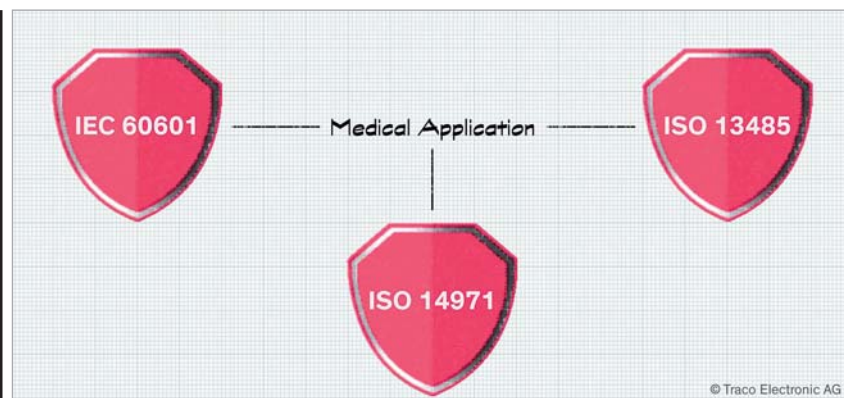 IEC 60601
Medical Application
ISO 13485
ISO 14971
© Traco Electronic AG